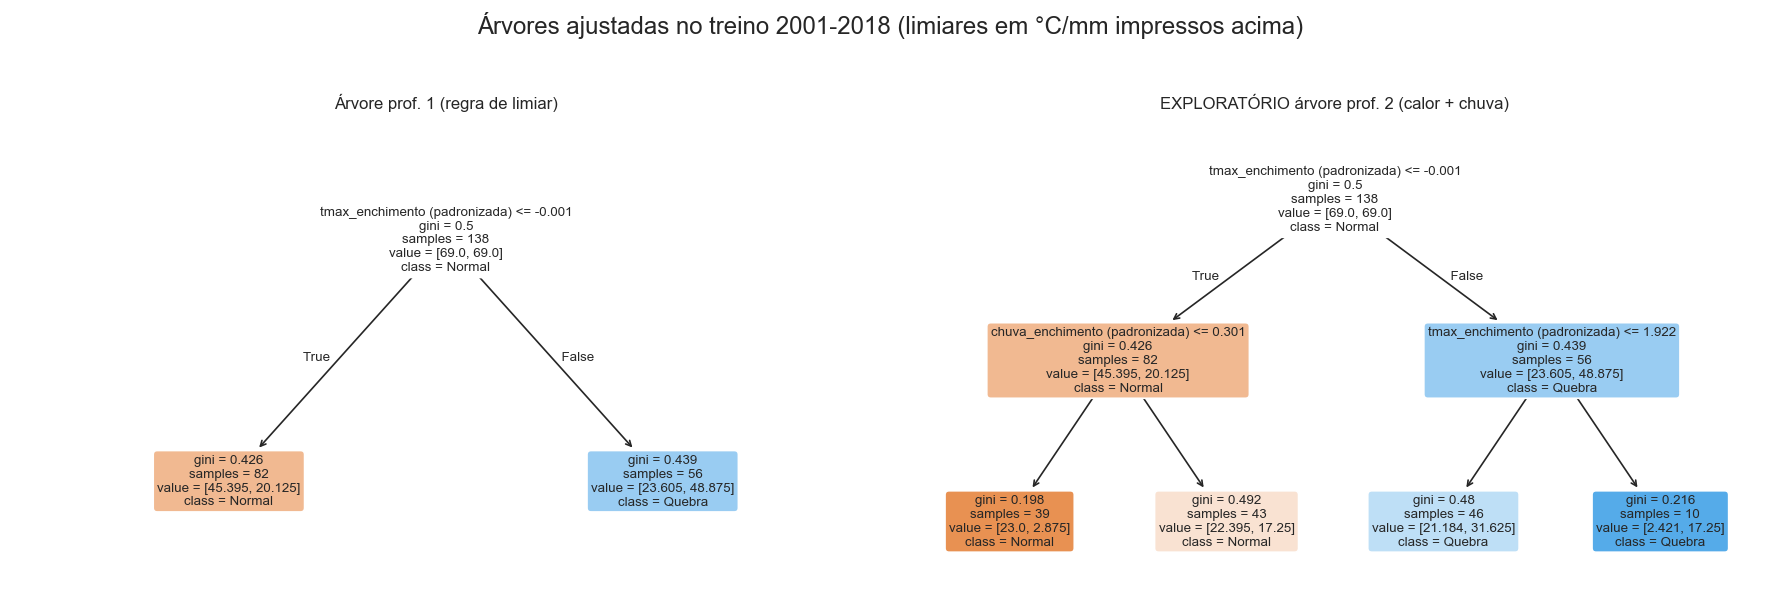 Árvores ajustadas no treino 2001-2018 (limiares em °C/mm impressos acima)
Árvore prof. 1 (regra de limiar)
tmax_enchimento (padronizada) <= -0.001
gini = 0.5
samples = 138
value = [69.0, 69.0]
class = Normal
True
False
gini = 0.426
samples = 82
value = [45.395, 20.125]
class = Normal
gini = 0.439
samples = 56
value = [23.605, 48.875]
class = Quebra
EXPLORATÓRIO árvore prof. 2 (calor + chuva)
tmax_enchimento (padronizada) <= -0.001
gini = 0.5
samples = 138
value = [69.0, 69.0]
class = Normal
True
False
chuva_enchimento (padronizada) <= 0.301
gini = 0.426
samples = 82
value = [45.395, 20.125]
class = Normal
tmax_enchimento (padronizada) <= 1.922
gini = 0.439
samples = 56
value = [23.605, 48.875]
class = Quebra
gini = 0.198
samples = 39
value = [23.0, 2.875]
class = Normal
gini = 0.492
samples = 43
value = [22.395, 17.25]
class = Normal
gini = 0.48
samples = 46
value = [21.184, 31.625]
class = Quebra
gini = 0.216
samples = 10
value = [2.421, 17.25]
class = Quebra